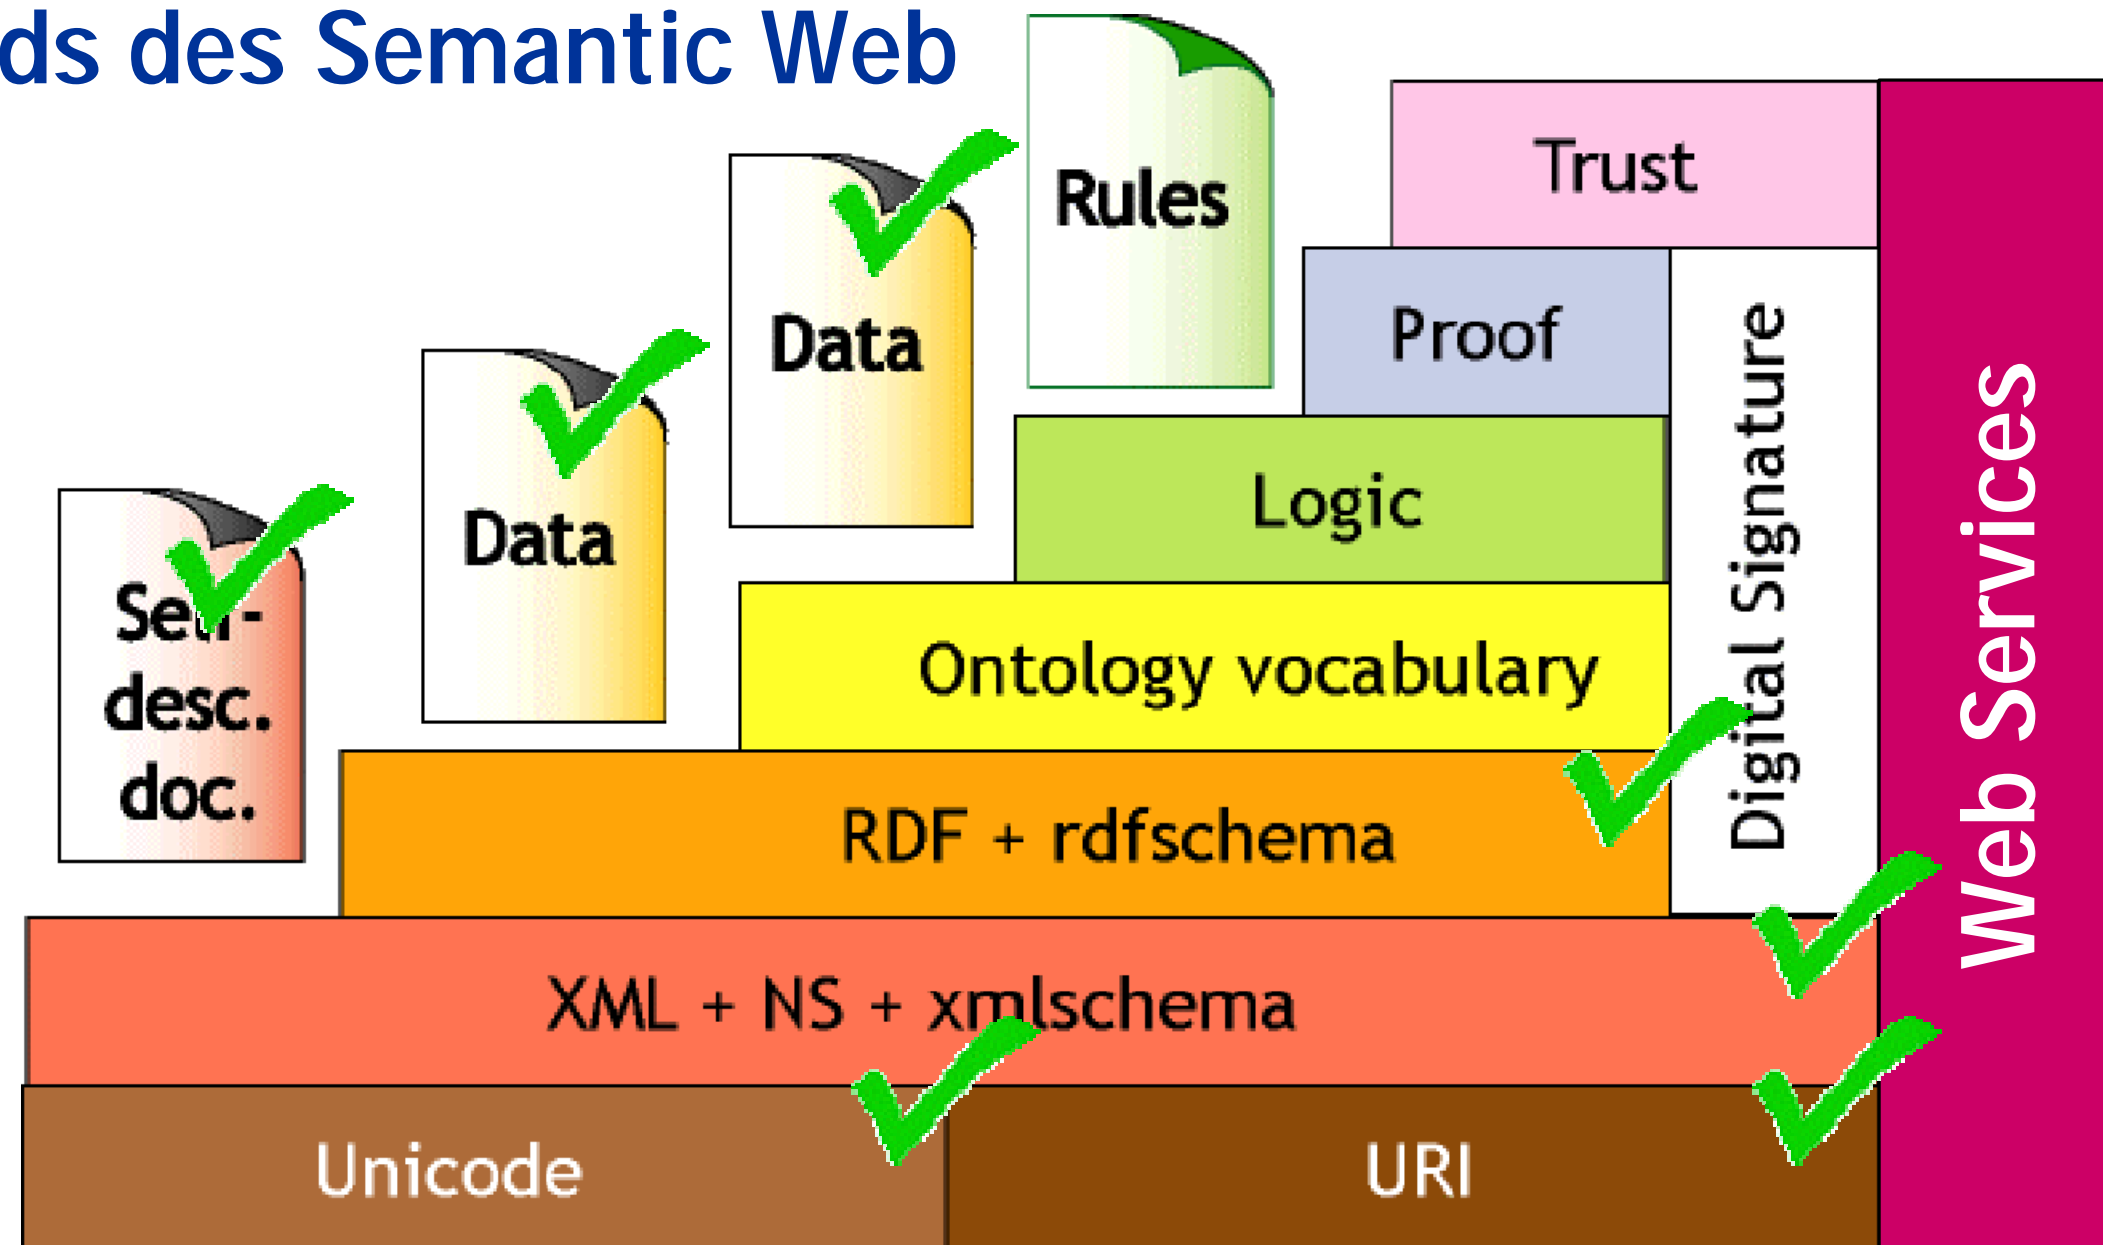 ds des Semantic Web
Rules
Trust
Data
Proof
Data
Logic
Self-
desc.
doc.
Ontology vocabulary
Digital Signature
Web Services
RDF + rdfschema
XML + NS + xmlschema
Unicode
URI